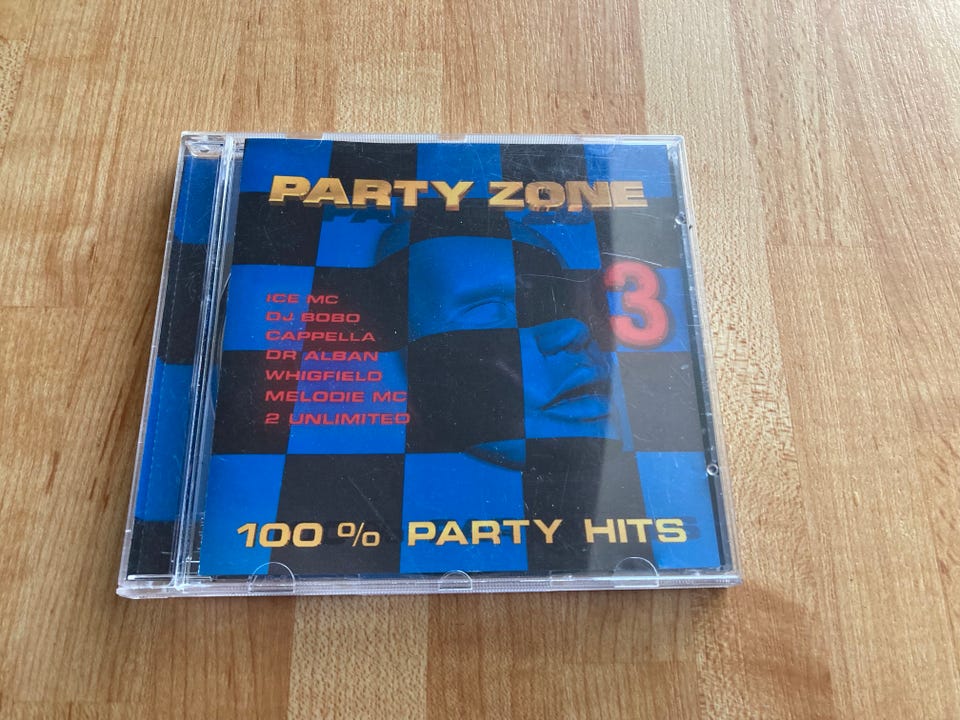 PARTY ZONE
3
ICE MC
DJ BOBO
CAPPELLA
DR ALBAN
WHIGFIELD
MELODIE MC
2 UNLIMITED
100 % PARTY HITS